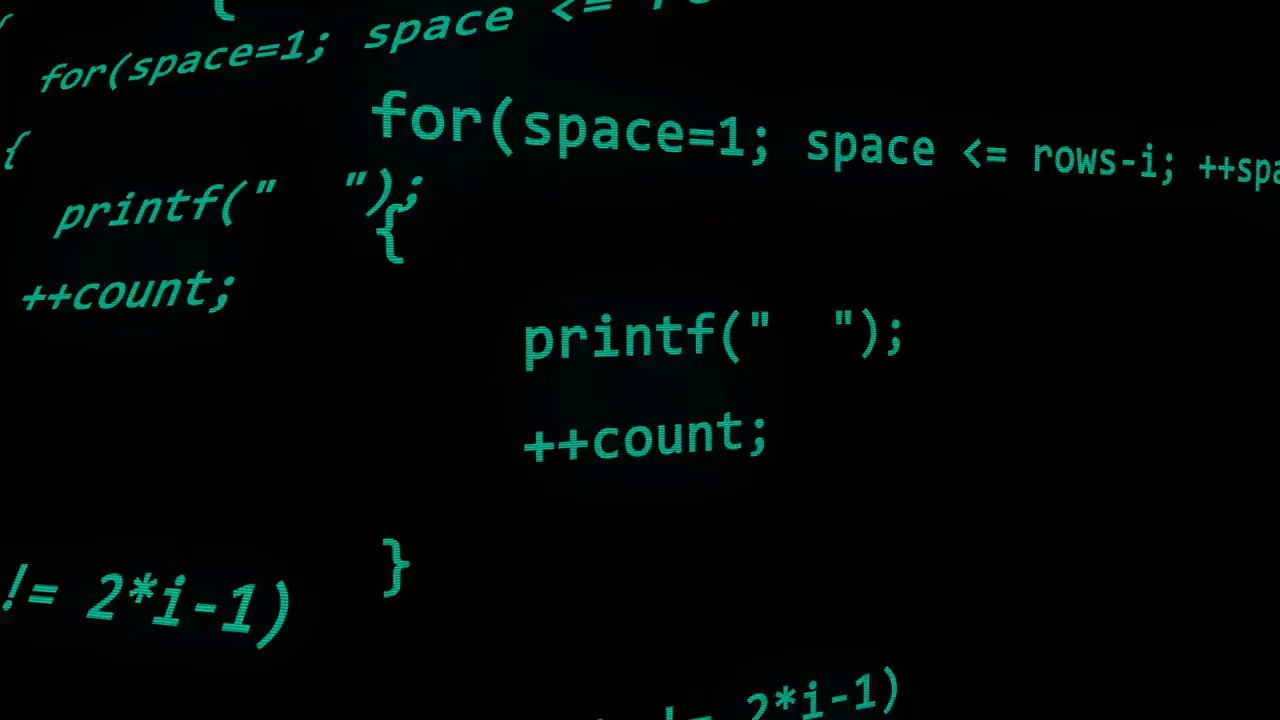 {
for(space=1; space <=
{
printf("  ");
++count;
!= 2*i-1)
for(space=1; space <= rows-i; ++spa
{
printf("  ");
++count;
}
!= 2*i-1)